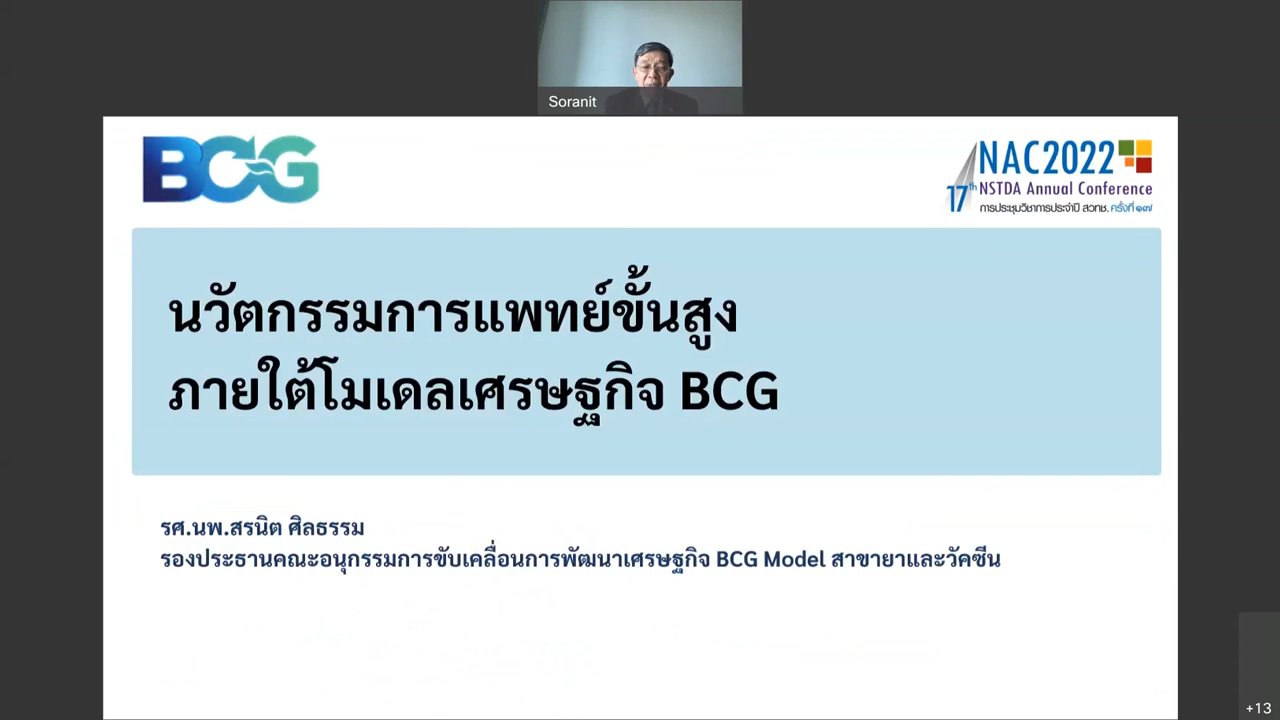 Soranit
BCG
NAC2022
17th NSTDA Annual Conference
การประชุมวิชาการประจำปี สวทช. ครั้งที่ ๑๗
นวัตกรรมการแพทย์ขั้นสูง
ภายใต้โมเดลเศรษฐกิจ BCG
รศ.นพ.สรนิต ศิลธรรม
รองประธานคณะอนุกรรมการขับเคลื่อนการพัฒนาเศรษฐกิจ BCG Model สาขายาและวัคซีน
+13